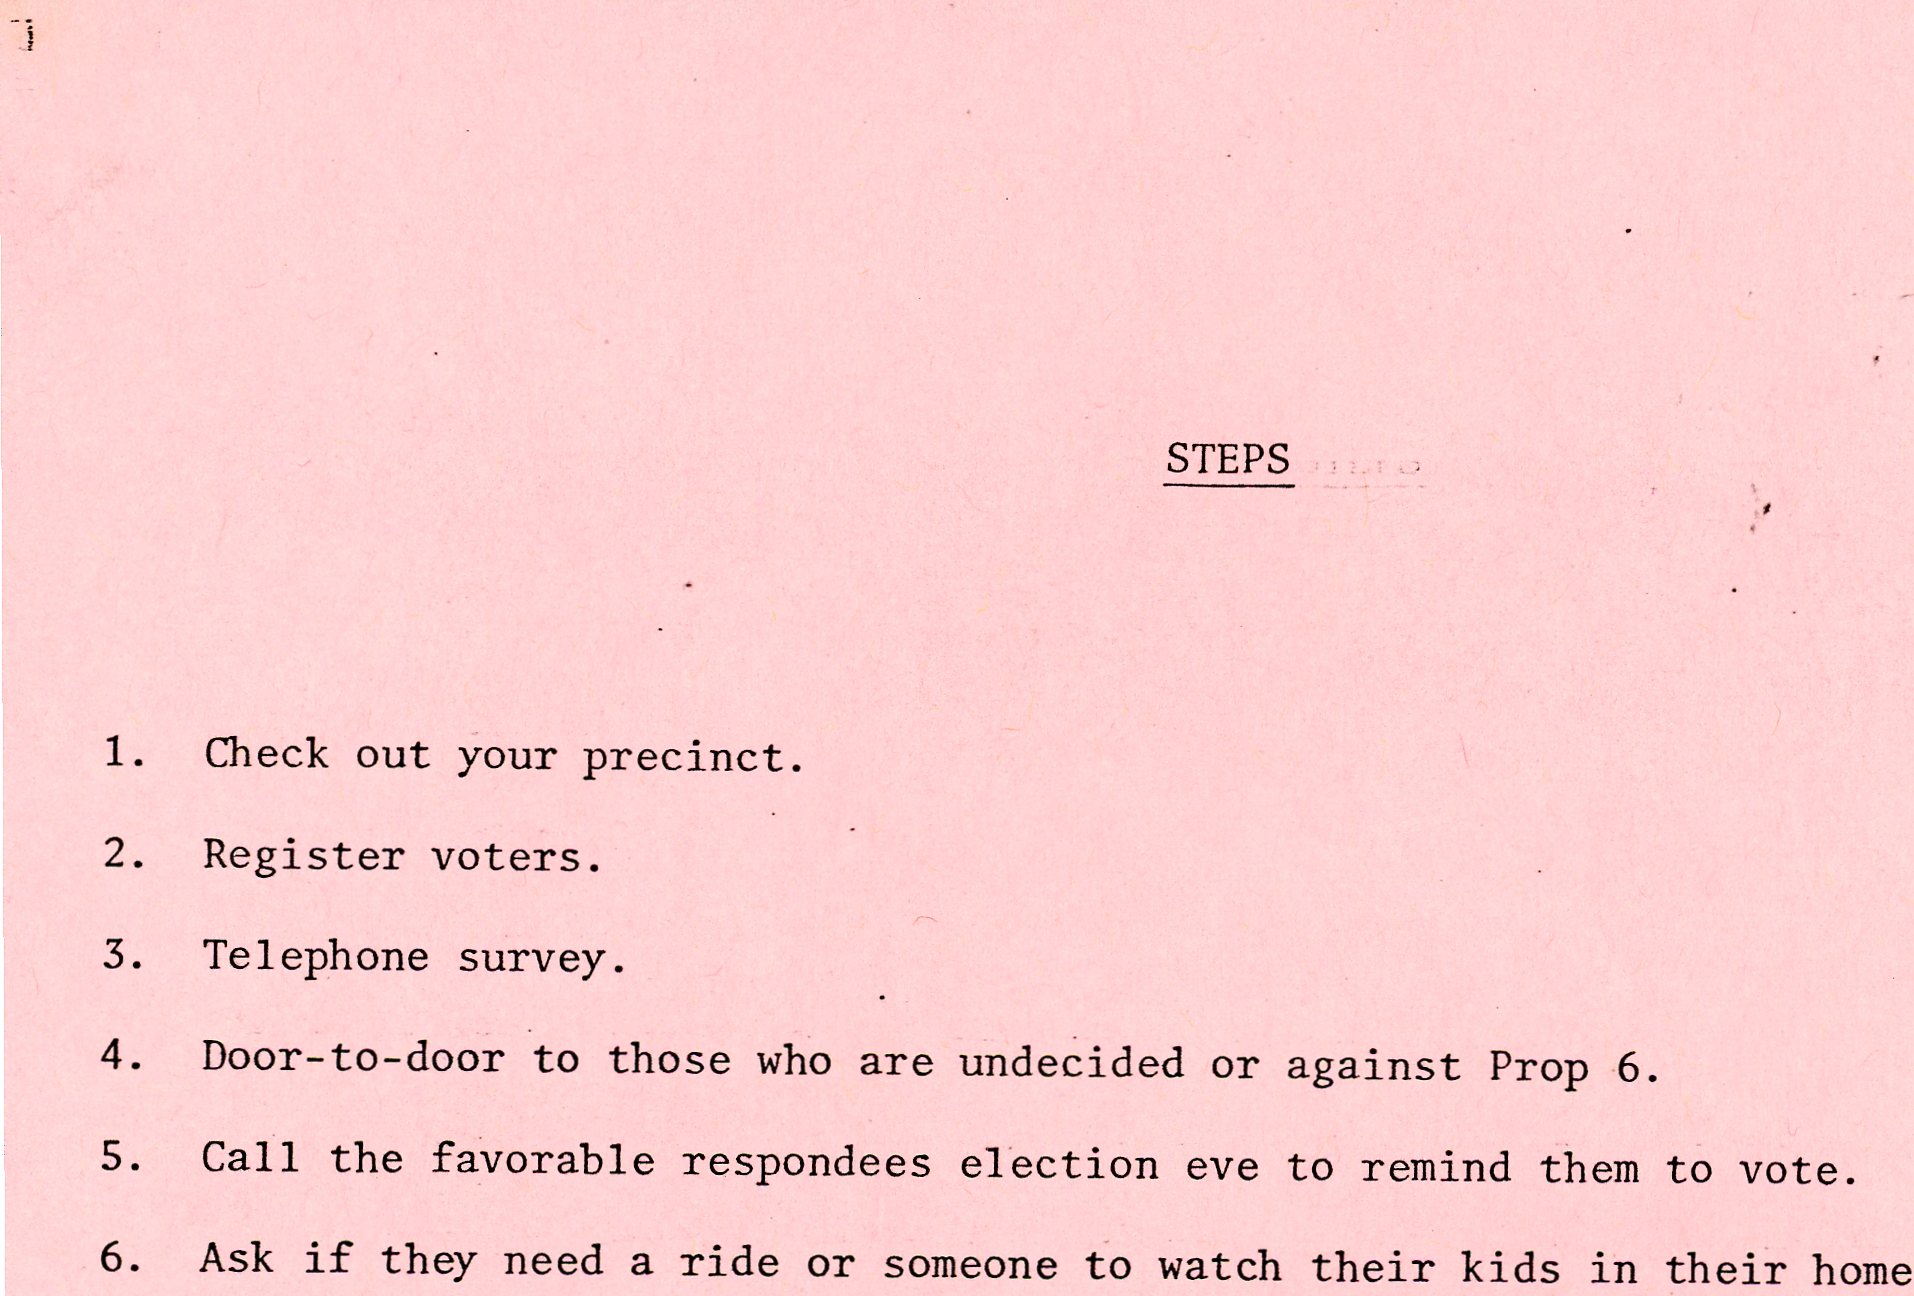 STEPS
1. Check out your precinct.
2. Register voters.
3. Telephone survey.
4. Door-to-door to those who are undecided or against Prop 6.
5. Call the favorable respondees election eve to remind them to vote.
6. Ask if they need a ride or someone to watch their kids in their home